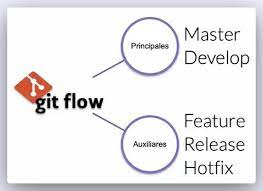 git flow
Principales
Master
Develop
Auxiliares
Feature
Release
Hotfix